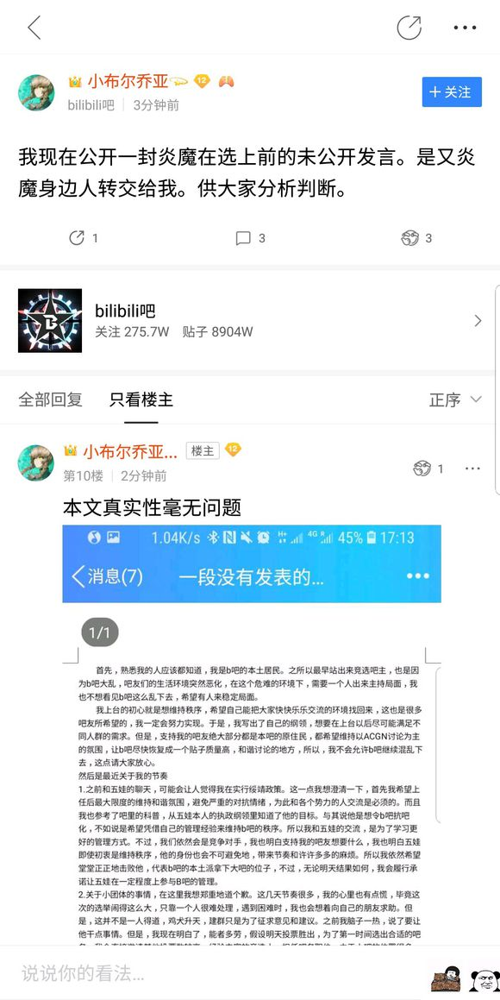 小布尔乔亚
12
bilibili吧 3分钟前
+ 关注
我现在公开一封炎魔在选上前的未公开发言。是又炎
魔身边人转交给我。供大家分析判断。
1
3
3
bilibili吧
关注 275.7W 贴子 8904W
全部回复 只看楼主 正序
小布尔乔亚... 楼主 12
第10楼 2分钟前
1
本文真实性毫无问题
1.04K/s H+ 4G R 45% 17:13
消息(7) 一段没有发表的...
1/1
首先，熟悉我的人应该都知道，我是b吧的本土居民。之所以最早站出来竞选吧主，也是因
为b吧大乱，吧友们的生活环境突然恶化，在这个危难的环境下，需要一个人出来主持局面，我
也不想看见b吧这么乱下去，希望有人来稳定局面。
我上台的初心就是想维持秩序，希望自己能把大家快快乐乐交流的环境找回来，这也是很多
吧友所希望的，我一定会努力实现。于是，我写出了自己的纲领，想要在上台以后尽可能满足不
同人群的需求。但是，支持我的吧友绝大部分都是本吧的原住民，都希望维持以ACGN讨论为主
的氛围，让b吧尽快恢复成一个贴子质量高，和谐讨论的地方，所以，我不会允许b吧继续混乱下
去，这点请大家放心。
然后是最近关于我的节奏
1.之前和五娃的聊天，可能会让人觉得我在实行绥靖政策。这一点我想澄清一下，首先我希望上
任后最大限度的维持和谐氛围，避免严重的对抗情绪，为此和各个势力的人交流是必须的。而且
我也参考了吧里的科普，从五娃本人的执政纲领里知道了他的目标。与其说他是想令b吧抗吧
化，不如说是希望凭借自己的管理经验来维持b吧的秩序。所以我和五娃的交流，是为了学习更
好的管理方式。不过，我们依然会是竞争对手，我也明白支持我的吧友想要什么，我也明白五娃
即使初衷是维持秩序，他的身份也会不可避免地，带来节奏和许许多多的麻烦。所以我依然希望
堂堂正正地击败他，代表b吧的本土派拿下大吧的位子，不过，无论明天结果如何，我会履行承
诺让五娃在一定程度上参与B吧的管理。
2.关于小团体的事情，在这里我想郑重地道个歉。这几天节奏很多，我的心里也有点慌，毕竟这
次的选举闹得这么大，只靠一个人很难处理，遇到困难时，我也会想着向自己的朋友求助。但
是，这并不是一人得道，鸡犬升天，建群只是为了征求意见和建议。之前我脑子一热，说了要让
他干点事情。但是，我现在明白了，能者多劳，假设明天投票胜出，为了第一时间选出合适的吧
说说你的看法...